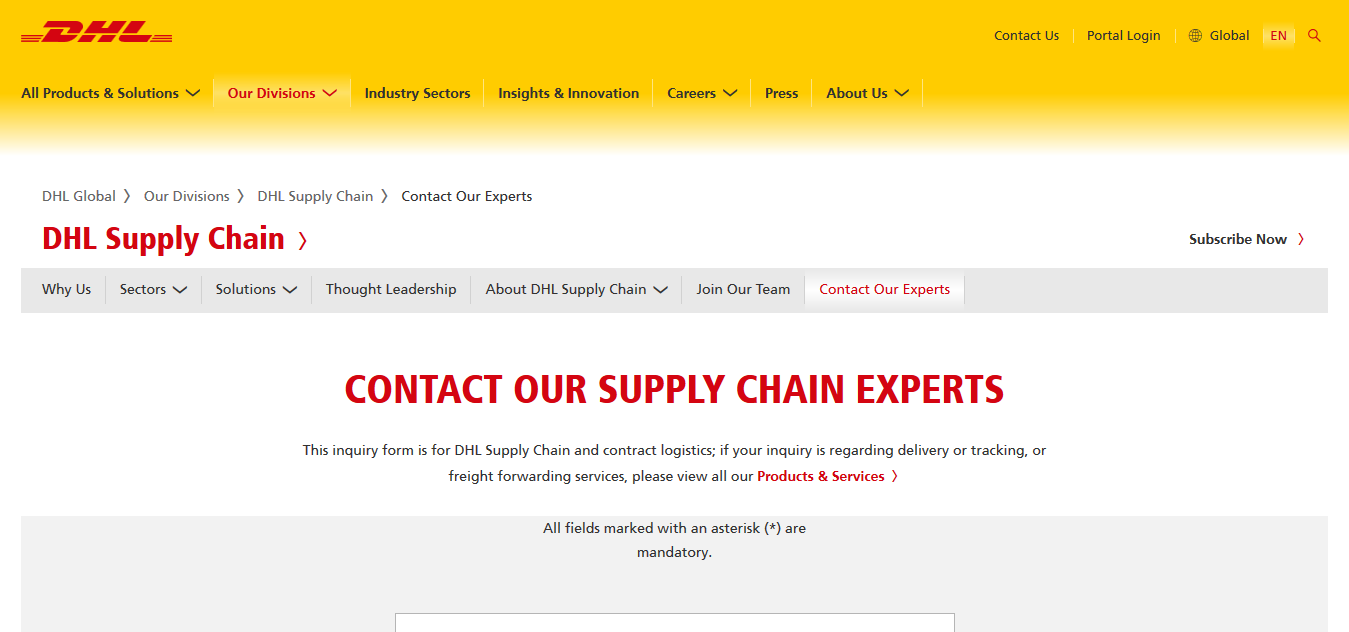 DHL
Contact Us
Portal Login
Global
EN
All Products & Solutions
Our Divisions
Industry Sectors
Insights & Innovation
Careers
Press
About Us
DHL Global
Our Divisions
DHL Supply Chain
Contact Our Experts
DHL Supply Chain
Subscribe Now
Why Us
Sectors
Solutions
Thought Leadership
About DHL Supply Chain
Join Our Team
Contact Our Experts
CONTACT OUR SUPPLY CHAIN EXPERTS
This inquiry form is for DHL Supply Chain and contract logistics; if your inquiry is regarding delivery or tracking, or
freight forwarding services, please view all our Products & Services
All fields marked with an asterisk (*) are
mandatory.